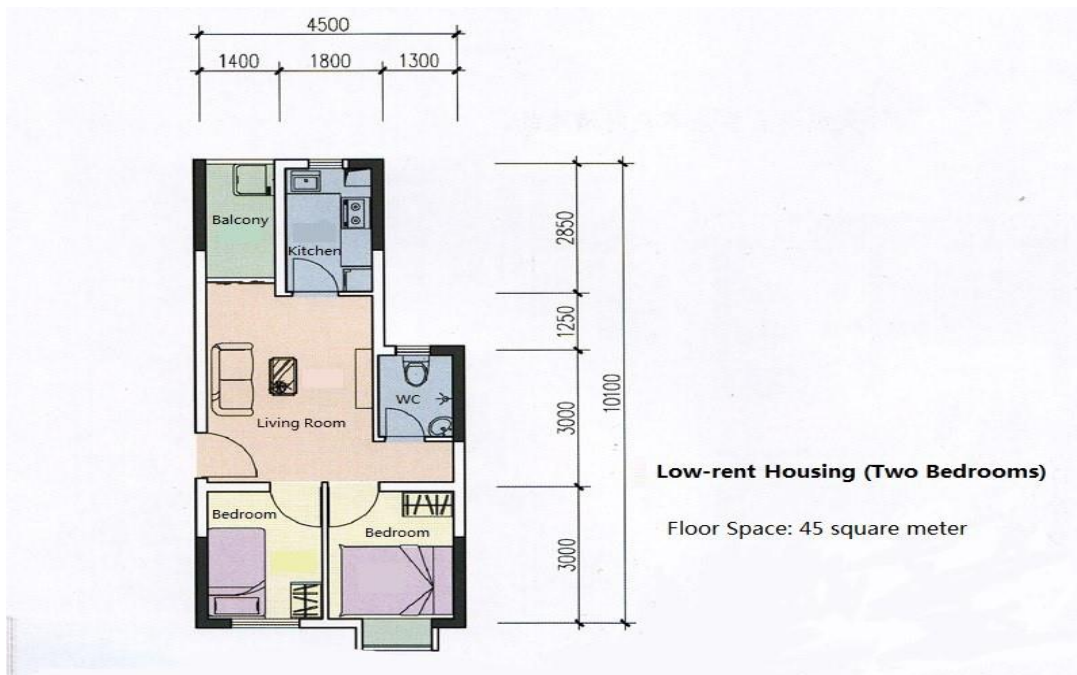 4500
1400 1800 1300
Balcony
Kitchen
2850
1250
3000
10100
WC
Living Room
Low-rent Housing (Two Bedrooms)
Floor Space: 45 square meter
Bedroom
Bedroom
3000